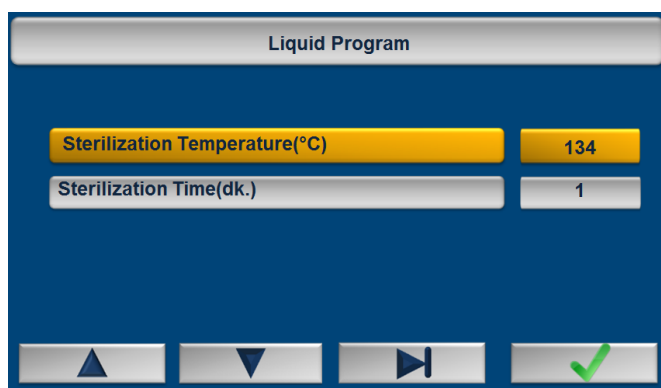 Liquid Program
Sterilization Temperature(°C) 134
Sterilization Time(dk.) 1